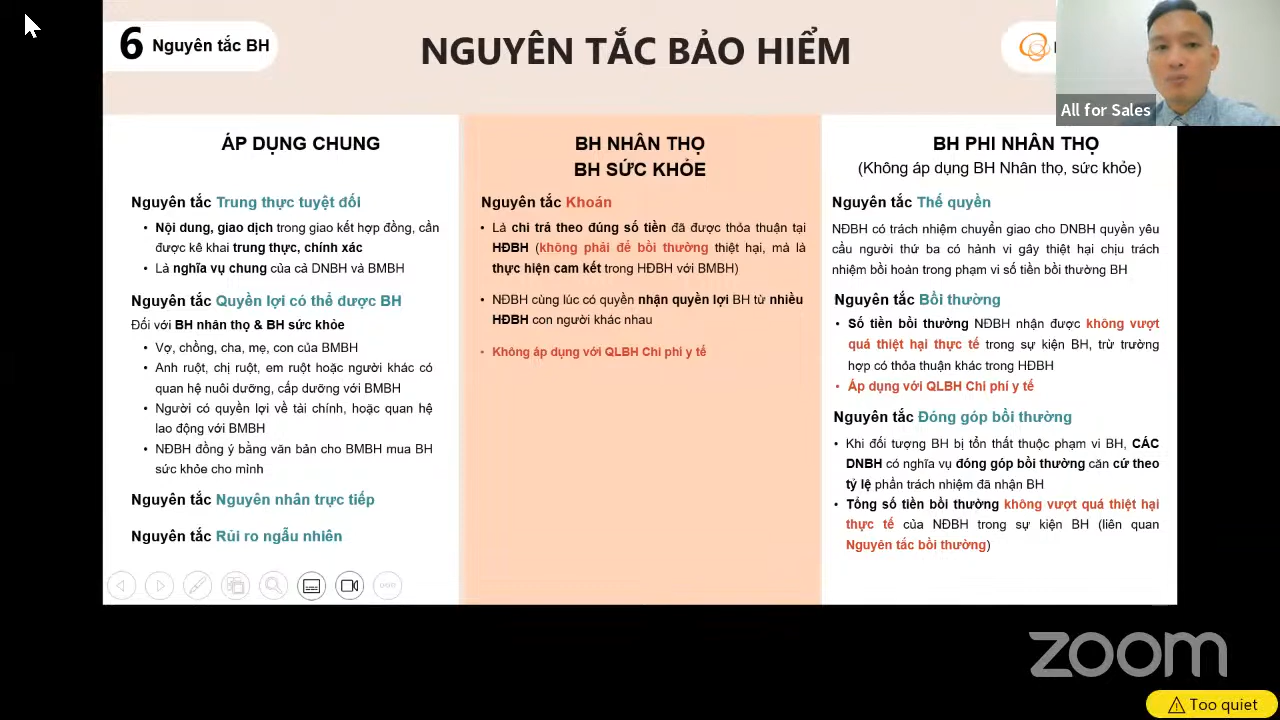 6 Nguyên tắc BH
NGUYÊN TẮC BẢO HIỂM
All for Sales
ÁP DỤNG CHUNG
Nguyên tắc Trung thực tuyệt đối
• Nội dung, giao dịch trong giao kết hợp đồng, cần
được kê khai trung thực, chính xác
• Là nghĩa vụ chung của cả DNBH và BMBH
Nguyên tắc Quyền lợi có thể được BH
Đối với BH nhân thọ & BH sức khỏe
• Vợ, chồng, cha, mẹ, con của BMBH
• Anh ruột, chị ruột, em ruột hoặc người khác có
quan hệ nuôi dưỡng, cấp dưỡng với BMBH
• Người có quyền lợi về tài chính, hoặc quan hệ
lao động với BMBH
• NĐBH đồng ý bằng văn bản cho BMBH mua BH
sức khỏe cho mình
Nguyên tắc Nguyên nhân trực tiếp
Nguyên tắc Rủi ro ngẫu nhiên
BH NHÂN THỌ
BH SỨC KHỎE
Nguyên tắc Khoán
• Là chi trả theo đúng số tiền đã được thỏa thuận tại
HĐBH (không phải để bồi thường thiệt hại, mà là
thực hiện cam kết trong HĐBH với BMBH)
• NĐBH cùng lúc có quyền nhận quyền lợi BH từ nhiều
HĐBH con người khác nhau
• Không áp dụng với QLBH Chi phí y tế
BH PHI NHÂN THỌ
(Không áp dụng BH Nhân thọ, sức khỏe)
Nguyên tắc Thế quyền
NĐBH có trách nhiệm chuyển giao cho DNBH quyền yêu
cầu người thứ ba có hành vi gây thiệt hại chịu trách
nhiệm bồi hoàn trong phạm vi số tiền bồi thường BH
Nguyên tắc Bồi thường
• Số tiền bồi thường NĐBH nhận được không vượt
quá thiệt hại thực tế trong sự kiện BH, trừ trường
hợp có thỏa thuận khác trong HĐBH
• Áp dụng với QLBH Chi phí y tế
Nguyên tắc Đóng góp bồi thường
• Khi đối tượng BH bị tổn thất thuộc phạm vi BH, CÁC
DNBH có nghĩa vụ đóng góp bồi thường căn cứ theo
tỷ lệ phần trách nhiệm đã nhận BH
• Tổng số tiền bồi thường không vượt quá thiệt hại
thực tế của NĐBH trong sự kiện BH (liên quan
Nguyên tắc bồi thường)
zoom
Too quiet